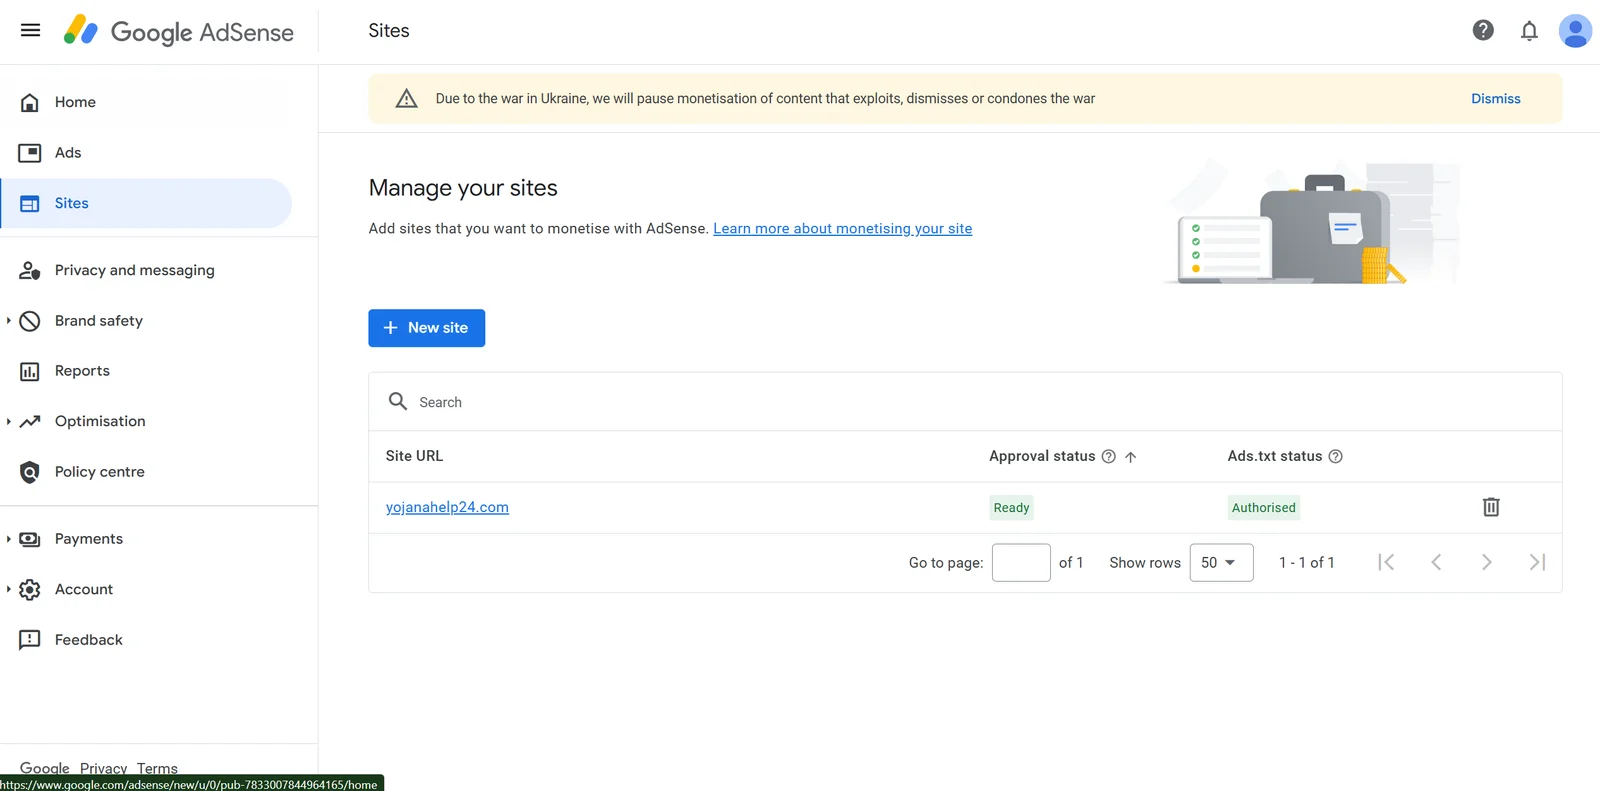 Google AdSense
Sites
Home
Ads
Sites
Privacy and messaging
Brand safety
Reports
Optimisation
Policy centre
Payments
Account
Feedback
Google Privacy Terms
https://www.google.com/adsense/new/u/0/pub-7833007844964165/home
Due to the war in Ukraine, we will pause monetisation of content that exploits, dismisses or condones the war
Dismiss
Manage your sites
Add sites that you want to monetise with AdSense. Learn more about monetising your site
+ New site
Search
Site URL Approval status Ads.txt status
yojanahelp24.com Ready Authorised
Go to page: of 1 Show rows 50 1 - 1 of 1